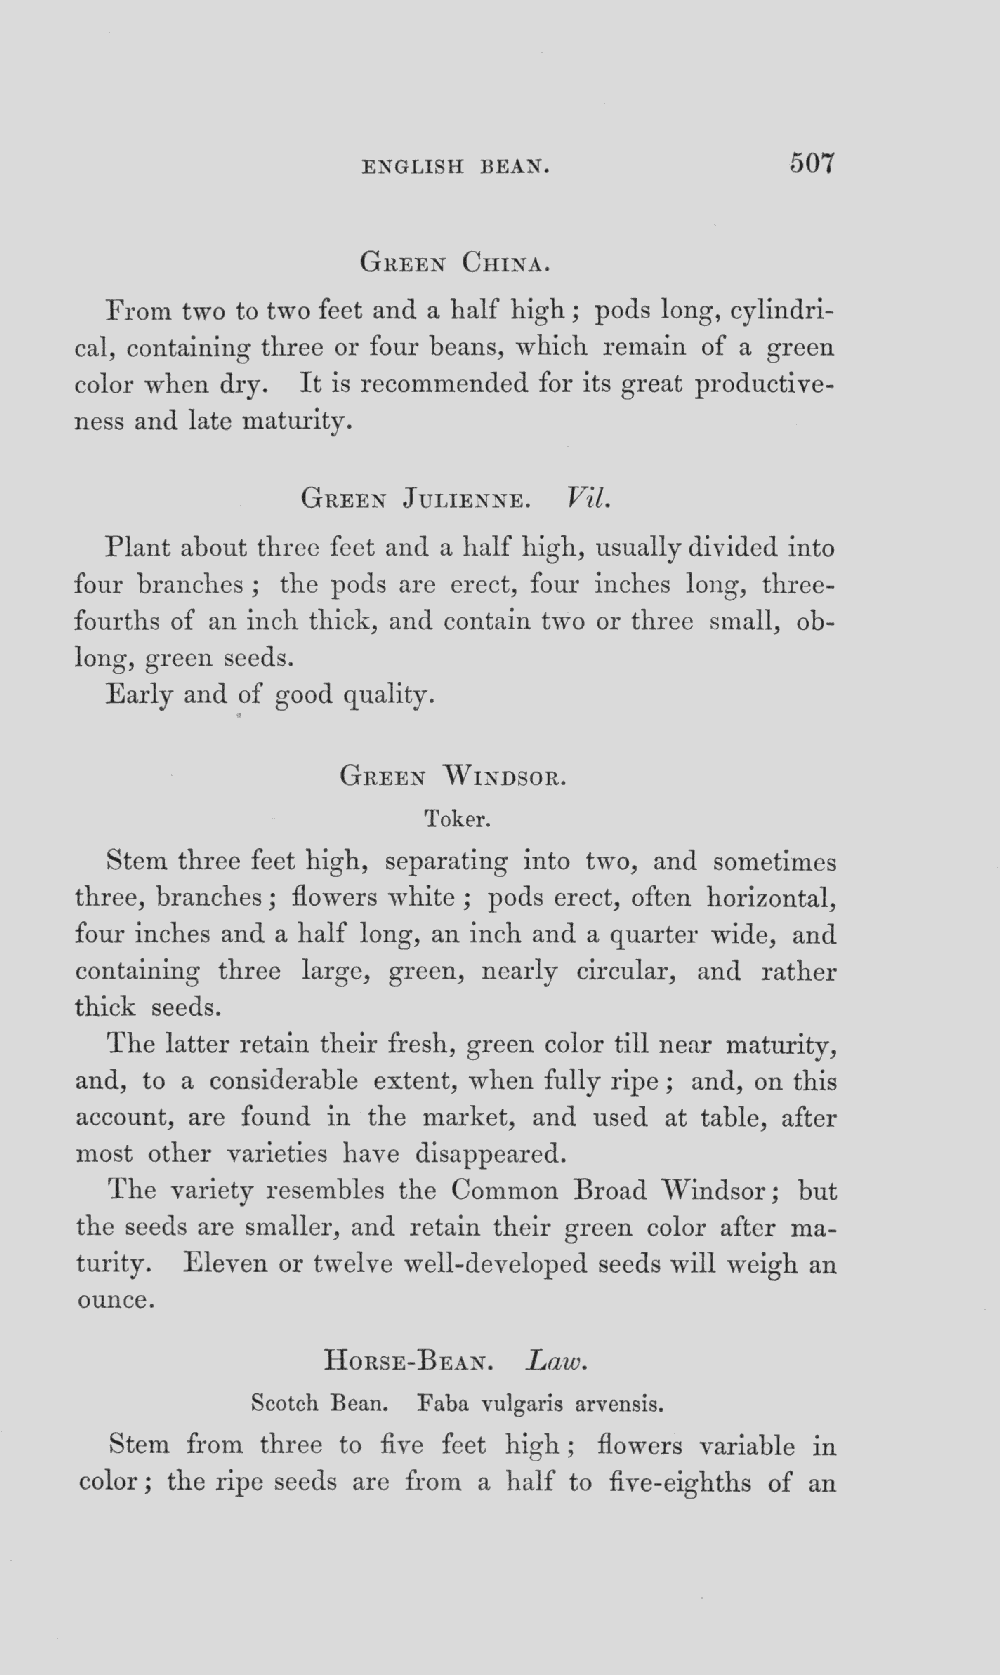 ENGLISH BEAN. 507
GREEN CHINA.
From two to two feet and a half high; pods long, cylindri-
cal, containing three or four beans, which remain of a green
color when dry. It is recommended for its great productive-
ness and late maturity.
GREEN JULIENNE. Vil.
Plant about three feet and a half high, usually divided into
four branches; the pods are erect, four inches long, three-
fourths of an inch thick, and contain two or three small, ob-
long, green seeds.
Early and of good quality.
GREEN WINDSOR.
Toker.
Stem three feet high, separating into two, and sometimes
three, branches; flowers white; pods erect, often horizontal,
four inches and a half long, an inch and a quarter wide, and
containing three large, green, nearly circular, and rather
thick seeds.
The latter retain their fresh, green color till near maturity,
and, to a considerable extent, when fully ripe; and, on this
account, are found in the market, and used at table, after
most other varieties have disappeared.
The variety resembles the Common Broad Windsor; but
the seeds are smaller, and retain their green color after ma-
turity. Eleven or twelve well-developed seeds will weigh an
ounce.
HORSE-BEAN. Law.
Scotch Bean. Faba vulgaris arvensis.
Stem from three to five feet high; flowers variable in
color; the ripe seeds are from a half to five-eighths of an